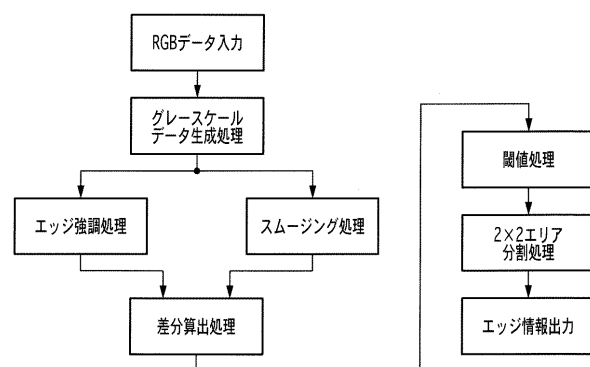 RGBデータ入力
グレースケール
データ生成処理
エッジ強調処理
スムージング処理
差分算出処理
閾値処理
2×2エリア
分割処理
エッジ情報出力